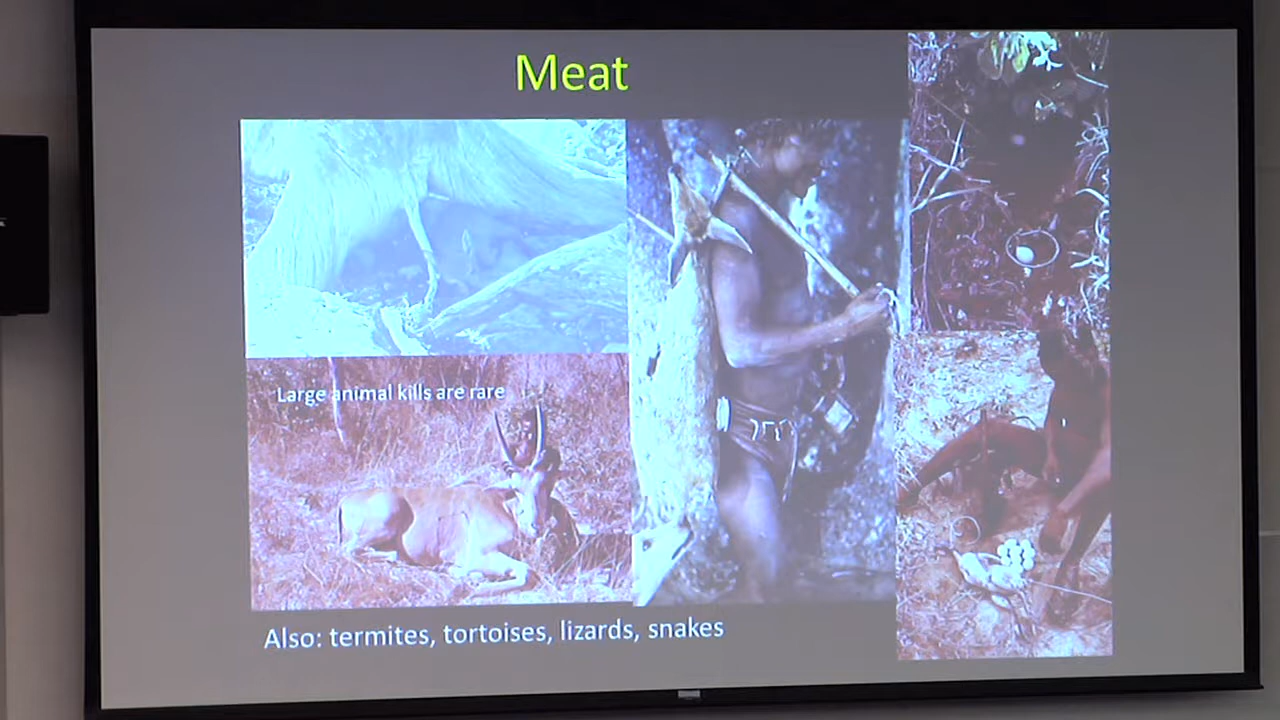 Meat
Large animal kills are rare
Also: termites, tortoises, lizards, snakes